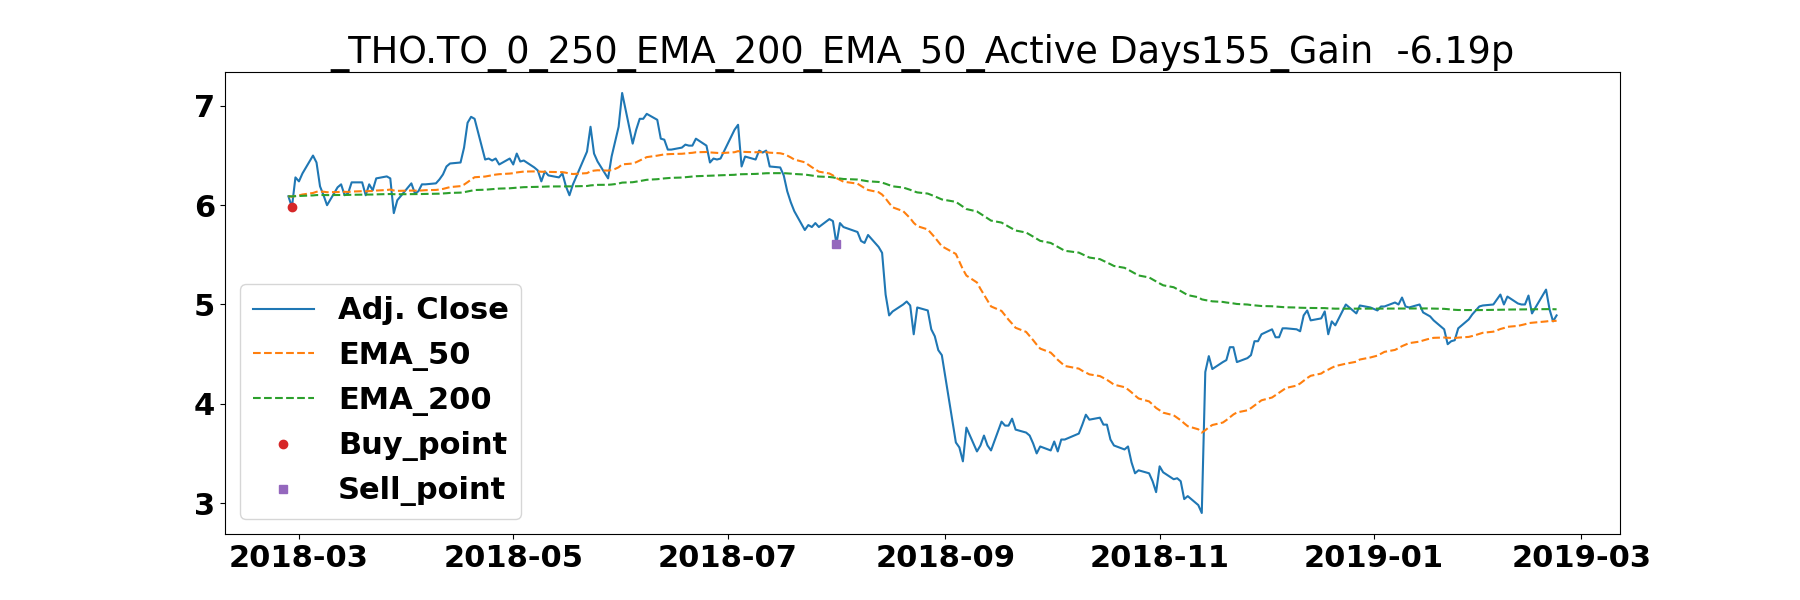 _THO.TO_0_250_EMA_200_EMA_50_Active Days155_Gain  -6.19p
7
6
5
4
3
Adj. Close
EMA_50
EMA_200
Buy_point
Sell_point
2018-03 2018-05 2018-07 2018-09 2018-11 2019-01 2019-03